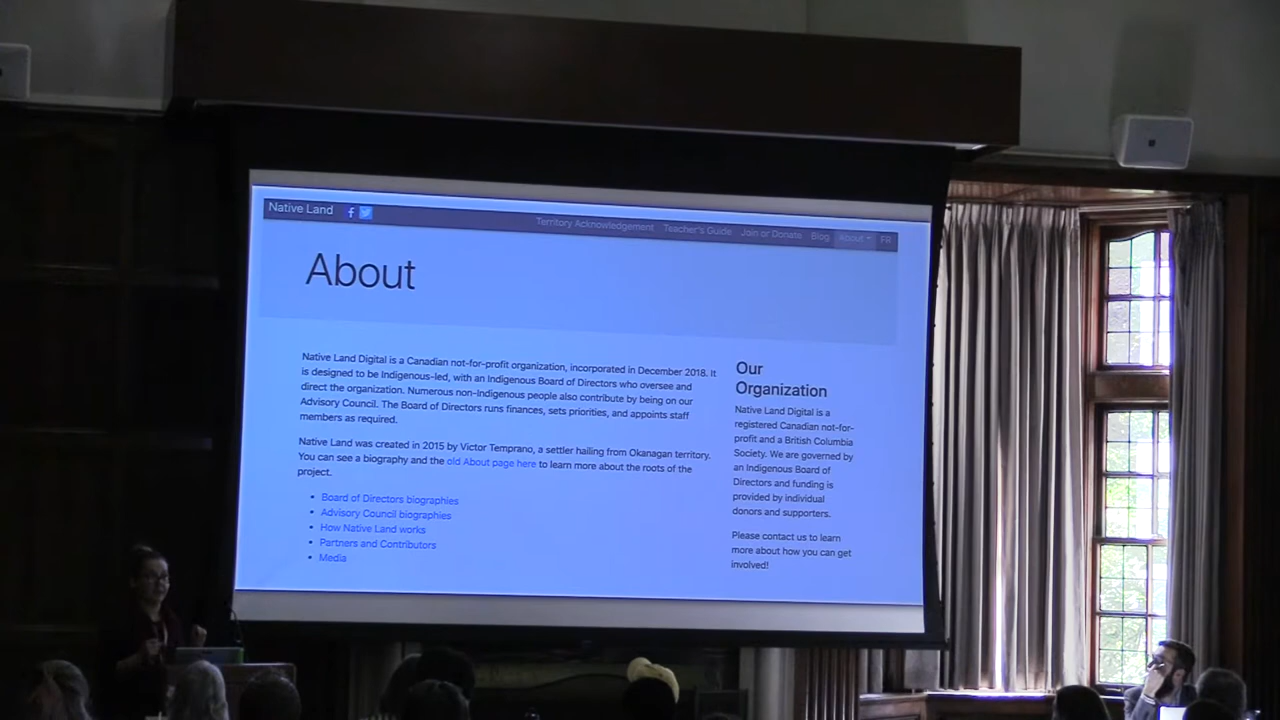 Native Land
Territory Acknowledgement Teacher's Guide Join or Donate Blog About FR
About
Native Land Digital is a Canadian not-for-profit organization, incorporated in December 2018. It
is designed to be Indigenous-led, with an Indigenous Board of Directors who oversee and
direct the organization. Numerous non-Indigenous people also contribute by being on our
Advisory Council. The Board of Directors runs finances, sets priorities, and appoints staff
members as required.
Native Land was created in 2015 by Victor Temprano, a settler hailing from Okanagan territory.
You can see a biography and the old About page here to learn more about the roots of the
project.
• Board of Directors biographies
• Advisory Council biographies
• How Native Land works
• Partners and Contributors
• Media
Our
Organization
Native Land Digital is a
registered Canadian not-for-
profit and a British Columbia
Society. We are governed by
an Indigenous Board of
Directors and funding is
provided by individual
donors and supporters.
Please contact us to learn
more about how you can get
involved!